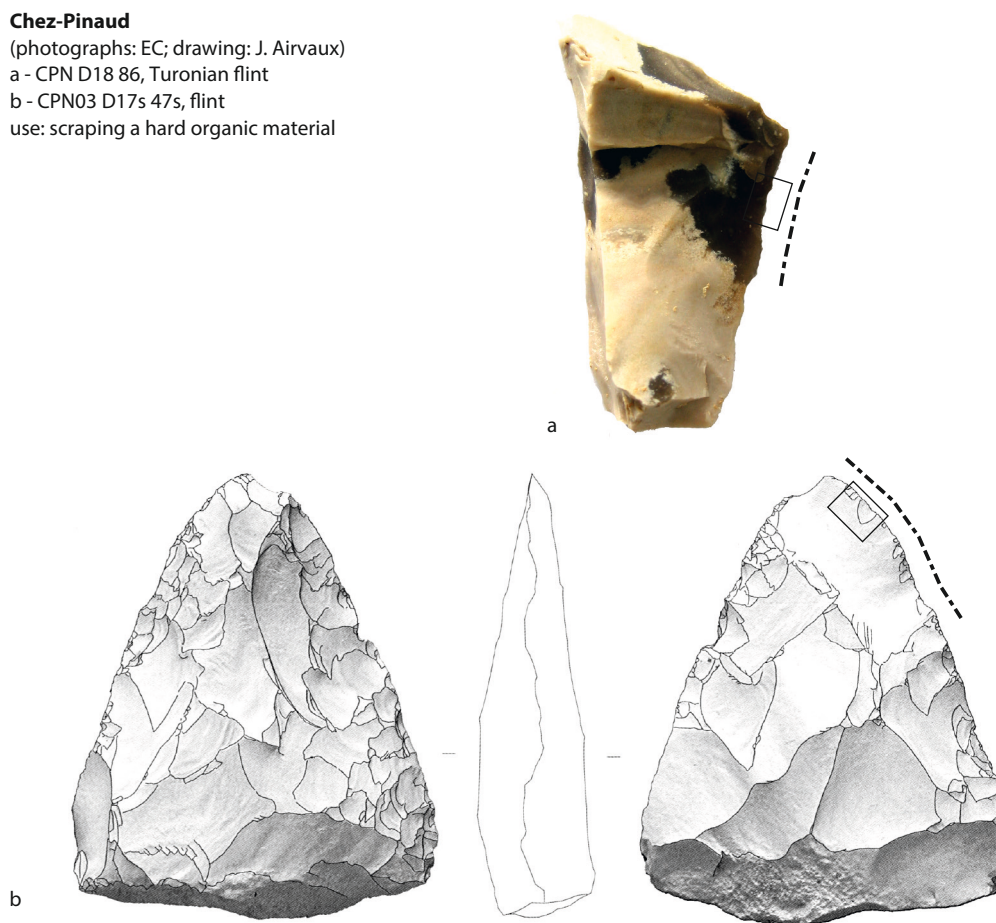 Chez-Pinaud
(photographs: EC; drawing: J. Airvaux)
a - CPN D18 86, Turonian flint
b - CPN03 D17s 47s, flint
use: scraping a hard organic material
a
b